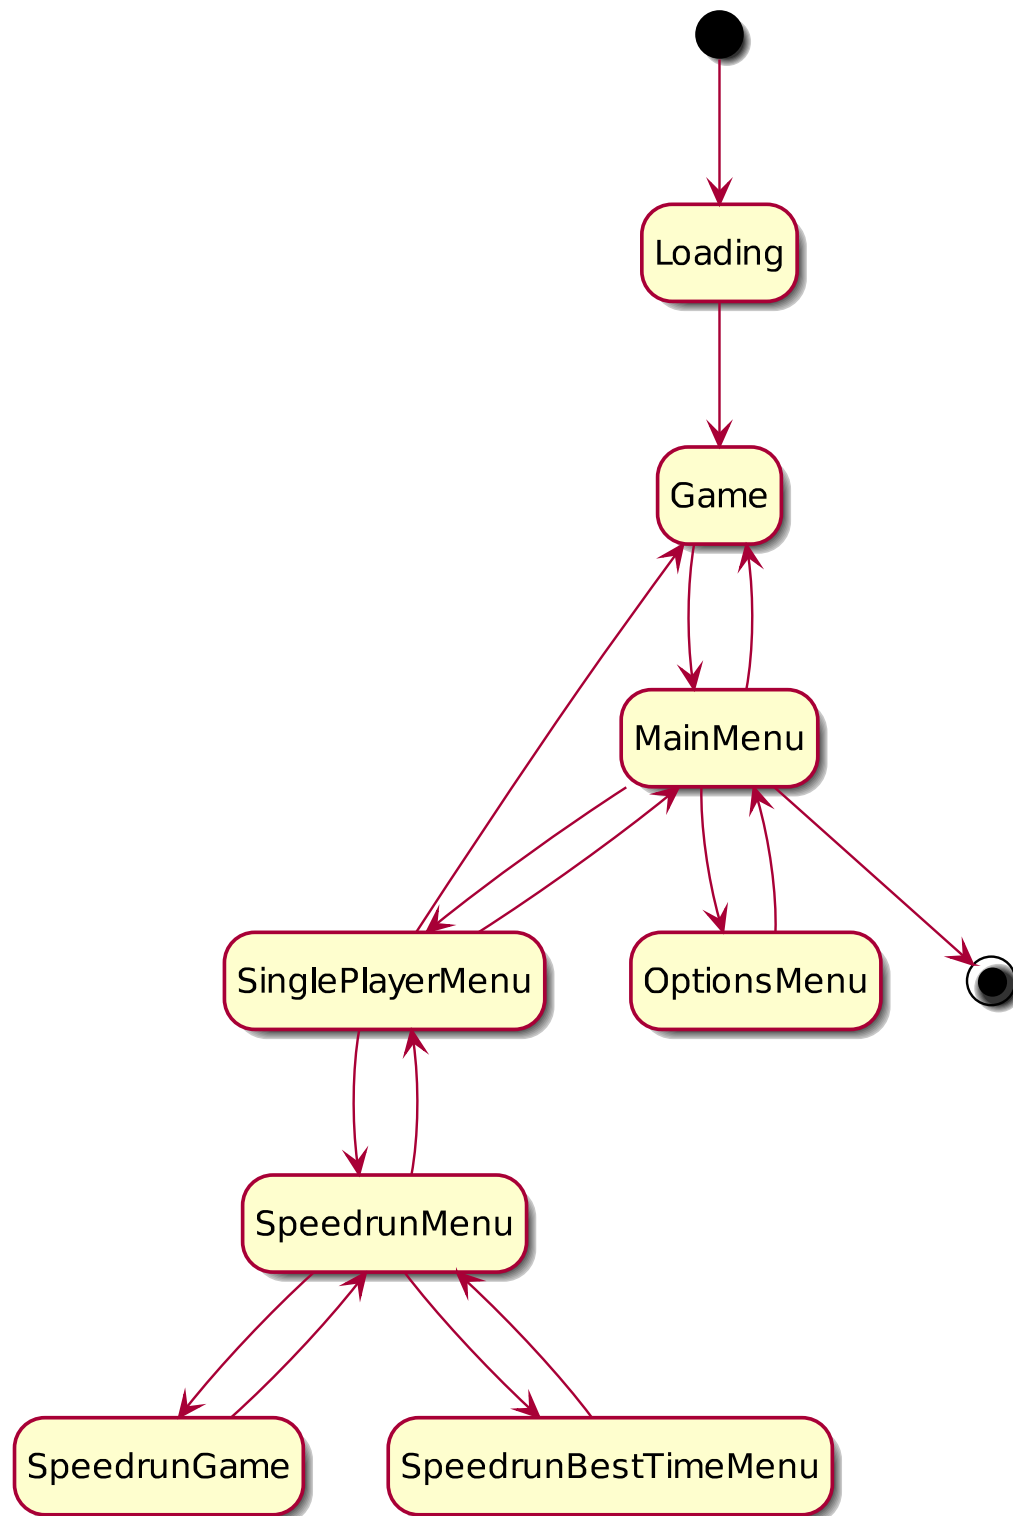 Loading
Game
MainMenu
SinglePlayerMenu
OptionsMenu
SpeedrunMenu
SpeedrunGame
SpeedrunBestTimeMenu